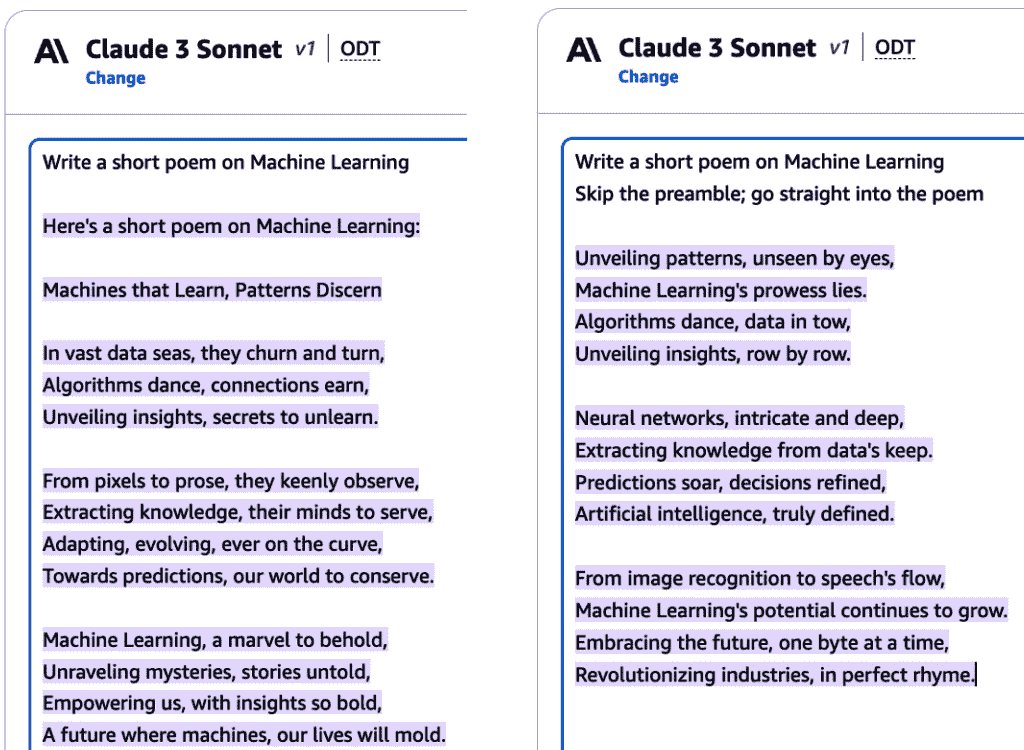 Claude 3 Sonnet v1 | ODT
Change
Write a short poem on Machine Learning
Here's a short poem on Machine Learning:
Machines that Learn, Patterns Discern
In vast data seas, they churn and turn,
Algorithms dance, connections earn,
Unveiling insights, secrets to unlearn.
From pixels to prose, they keenly observe,
Extracting knowledge, their minds to serve,
Adapting, evolving, ever on the curve,
Towards predictions, our world to conserve.
Machine Learning, a marvel to behold,
Unraveling mysteries, stories untold,
Empowering us, with insights so bold,
A future where machines, our lives will mold.
Claude 3 Sonnet v1 | ODT
Change
Write a short poem on Machine Learning
Skip the preamble; go straight into the poem
Unveiling patterns, unseen by eyes,
Machine Learning's prowess lies.
Algorithms dance, data in tow,
Unveiling insights, row by row.
Neural networks, intricate and deep,
Extracting knowledge from data's keep.
Predictions soar, decisions refined,
Artificial intelligence, truly defined.
From image recognition to speech's flow,
Machine Learning's potential continues to grow.
Embracing the future, one byte at a time,
Revolutionizing industries, in perfect rhyme.